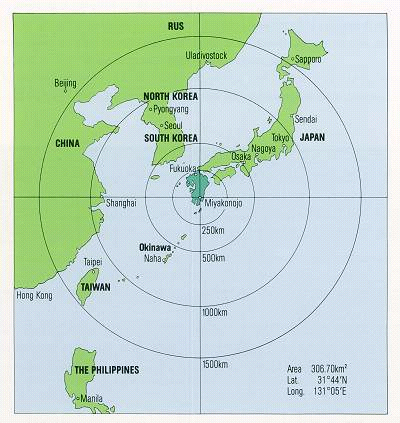 RUS
Uladivostock
Sapporo
Beijing
NORTH KOREA
Pyongyang
Sendai
Seoul
Tokyo
JAPAN
CHINA
SOUTH KOREA
Nagoya
Osaka
Fukuoka
Shanghai
Miyakonojo
250km
Okinawa
Naha
500km
Taipei
TAIWAN
Hong Kong
1000km
1500km
THE PHILIPPINES
Manila
Area 306.70km²
Lat. 31°44′N
Long. 131°05′E